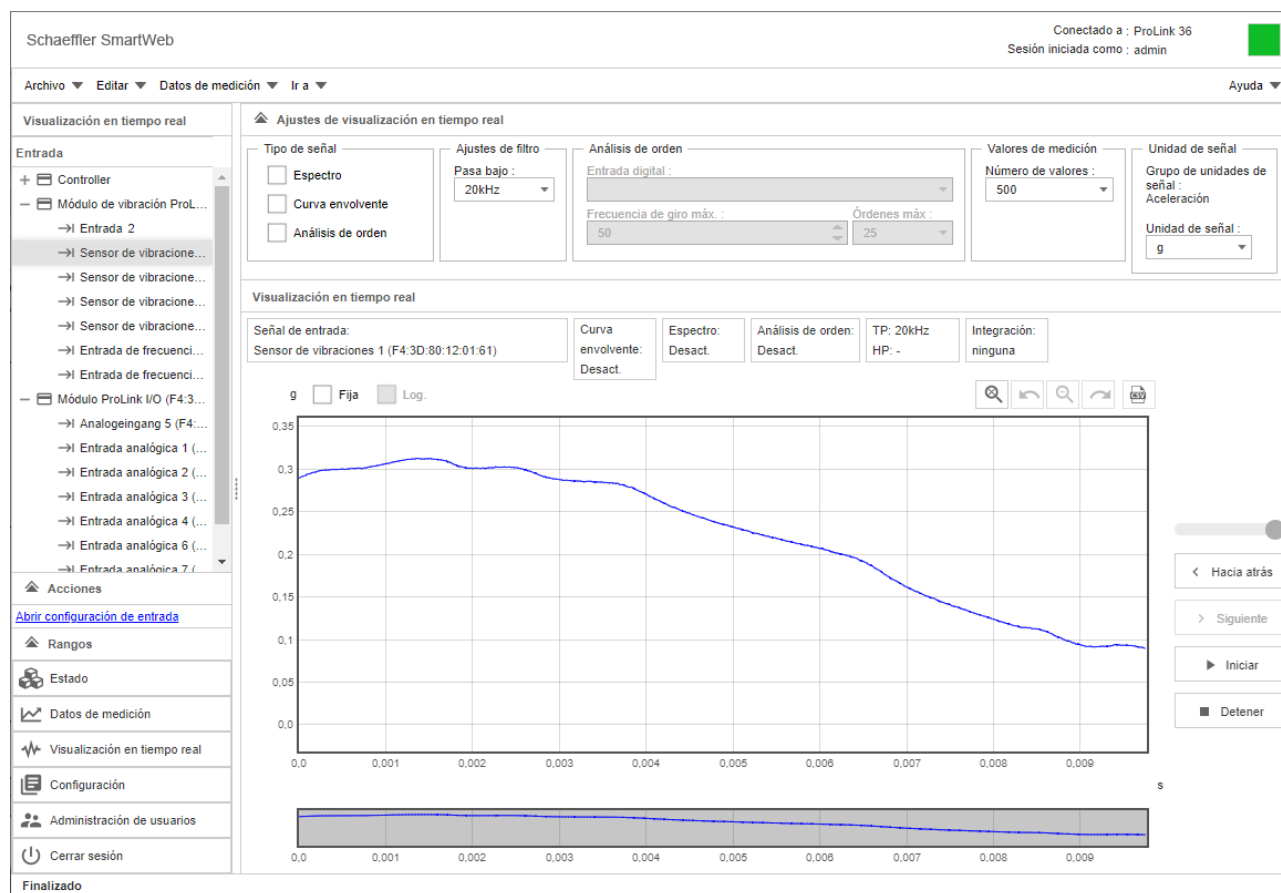 Schaeffler SmartWeb
Conectado a : ProLink 36
Sesión iniciada como : admin
Archivo Editar Datos de medición Ir a Ayuda
Visualización en tiempo real
Entrada
Controller
Módulo de vibración ProL...
Entrada 2
Sensor de vibracione...
Sensor de vibracione...
Sensor de vibracione...
Sensor de vibracione...
Entrada de frecuenci...
Entrada de frecuenci...
Módulo ProLink I/O (F4:3...
Analogeingang 5 (F4:...
Entrada analógica 1 (...
Entrada analógica 2 (...
Entrada analógica 3 (...
Entrada analógica 4 (...
Entrada analógica 6 (...
Entrada analógica 7 (
Acciones
Abrir configuración de entrada
Rangos
Estado
Datos de medición
Visualización en tiempo real
Configuración
Administración de usuarios
Cerrar sesión
Finalizado
Ajustes de visualización en tiempo real
Tipo de señal
Espectro
Curva envolvente
Análisis de orden
Ajustes de filtro
Pasa bajo :
20kHz
Análisis de orden
Entrada digital :
Frecuencia de giro máx. :
50
Órdenes máx :
25
Valores de medición
Número de valores :
500
Unidad de señal
Grupo de unidades de
señal :
Aceleración
Unidad de señal :
g
Visualización en tiempo real
Señal de entrada:
Sensor de vibraciones 1 (F4:3D:80:12:01:61)
Curva
envolvente:
Desact.
Espectro:
Desact.
Análisis de orden:
Desact.
TP: 20kHz
HP: -
Integración:
ninguna
g Fija Log.
CSV
0,35
0,3
0,25
0,2
0,15
0,1
0,05
0,0
0,0 0,001 0,002 0,003 0,004 0,005 0,006 0,007 0,008 0,009
s
0,0 0,001 0,002 0,003 0,004 0,005 0,006 0,007 0,008 0,009
Hacia atrás
Siguiente
Iniciar
Detener